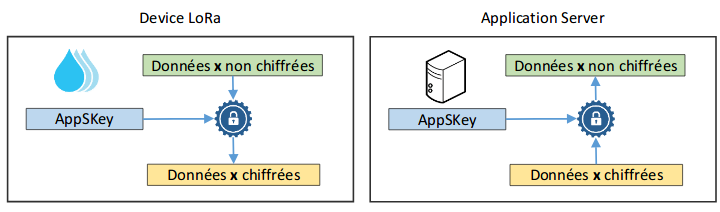 Device LoRa
Application Server
Données x non chiffrées
AppSKey
Données x chiffrées
Données x non chiffrées
AppSKey
Données x chiffrées